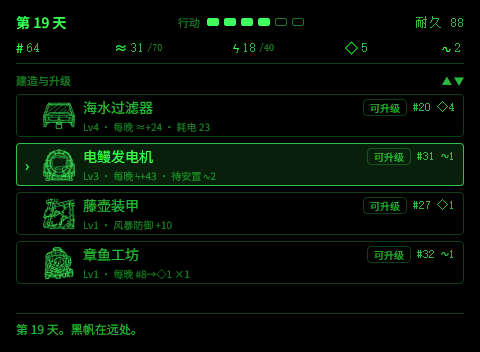 第 19 天 行动 耐久 88
# 64 ≈ 31 /70 ϟ 18 /40 ◇ 5 ∿ 2
建造与升级 ▲▼
海水过滤器 可升级 #20 ◇4
Lv4 · 每晚 ≈+24 · 耗电 23
› 电鳗发电机 可升级 #31 ∿1
Lv3 · 每晚 ϟ+43 · 待安置 ∿2
藤壶装甲 可升级 #27 ◇1
Lv1 · 风暴防御 +10
章鱼工坊 可升级 #32 ∿1
Lv1 · 每晚 #8→◇1 ×1
第 19 天。黑帆在远处。